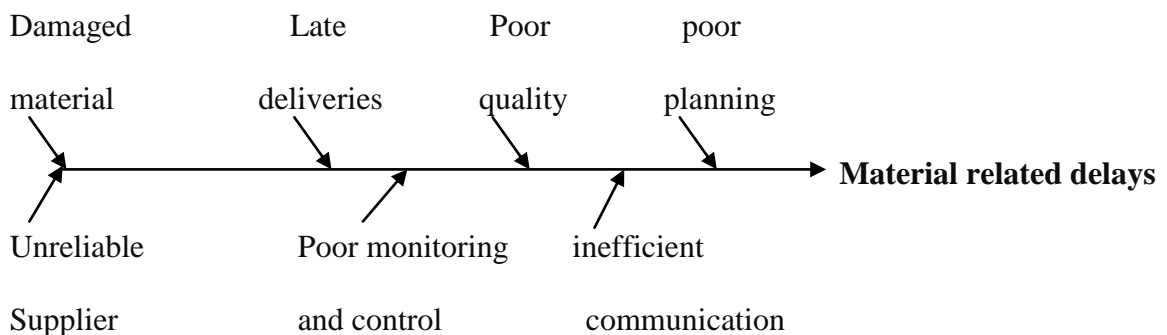 Damaged Late Poor poor
material deliveries quality planning
Material related delays
Unreliable Poor monitoring inefficient
Supplier and control communication